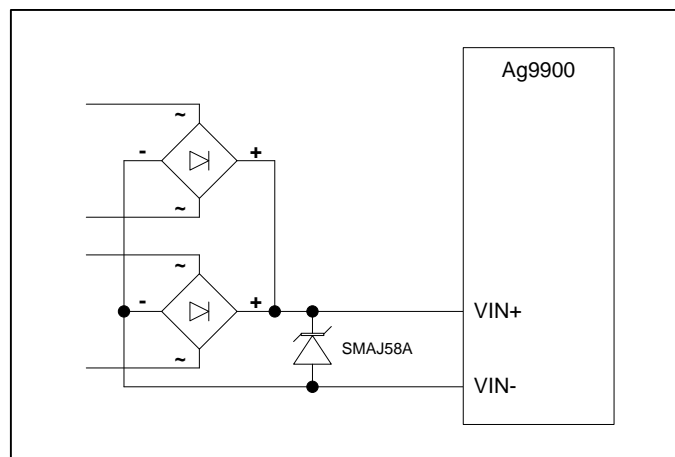 Ag9900
~
- +
~
~
- +
VIN+
SMAJ58A
~
VIN-